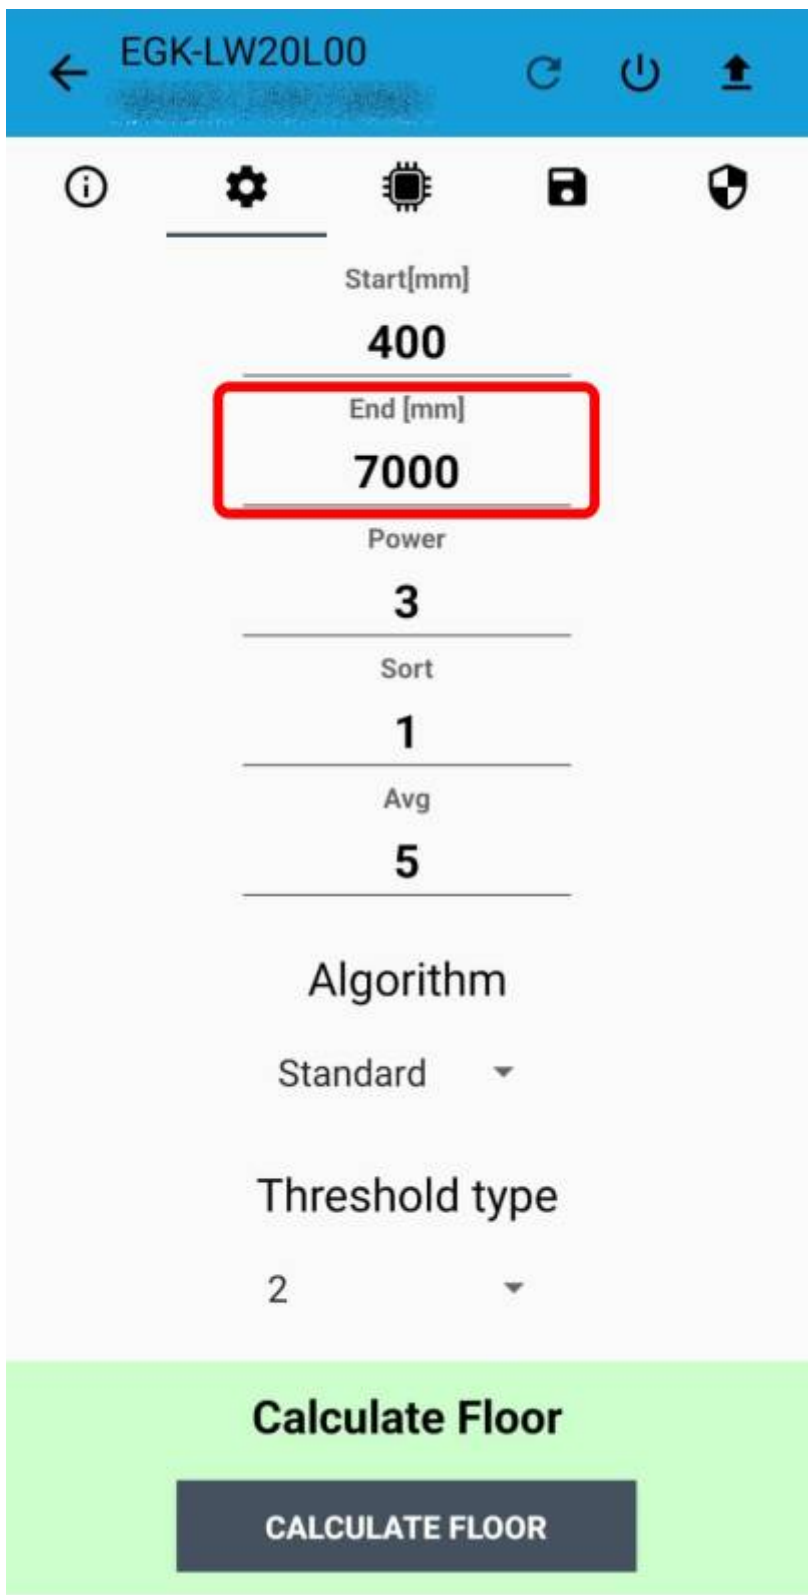 EGK-LW20L00
Start[mm]
400
End [mm]
7000
Power
3
Sort
1
Avg
5
Algorithm
Standard
Threshold type
2
Calculate Floor
CALCULATE FLOOR